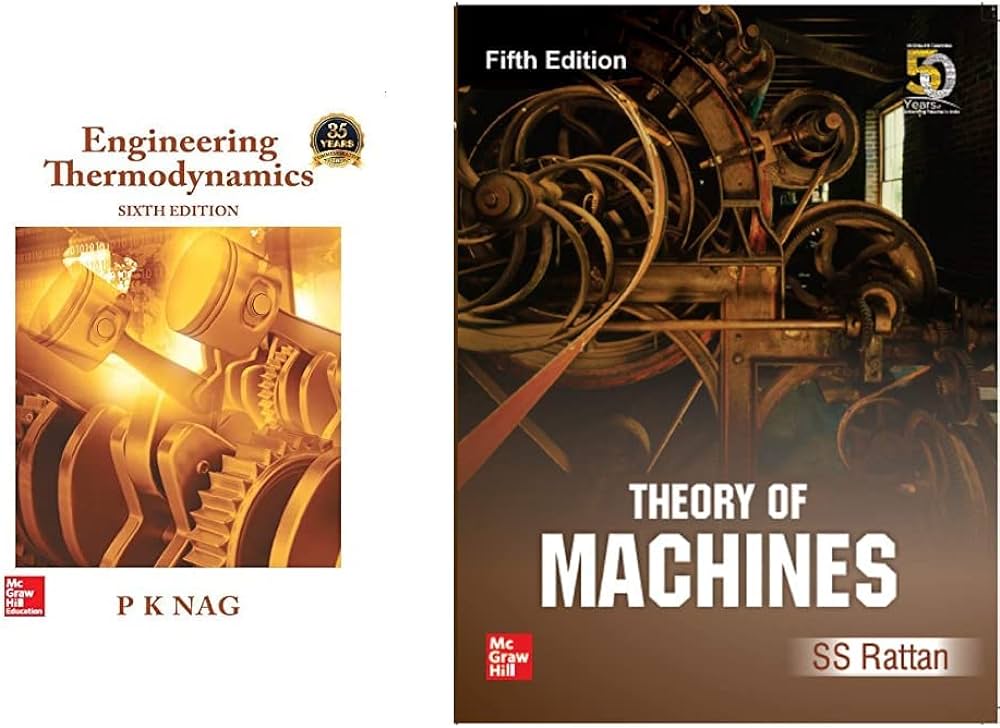 Engineering
Thermodynamics
35
YEARS
SIXTH EDITION
Mc
Graw
Hill
Education
P K NAG
Fifth Edition
50
Years of
THEORY OF
MACHINES
Mc
Graw
Hill
SS Rattan